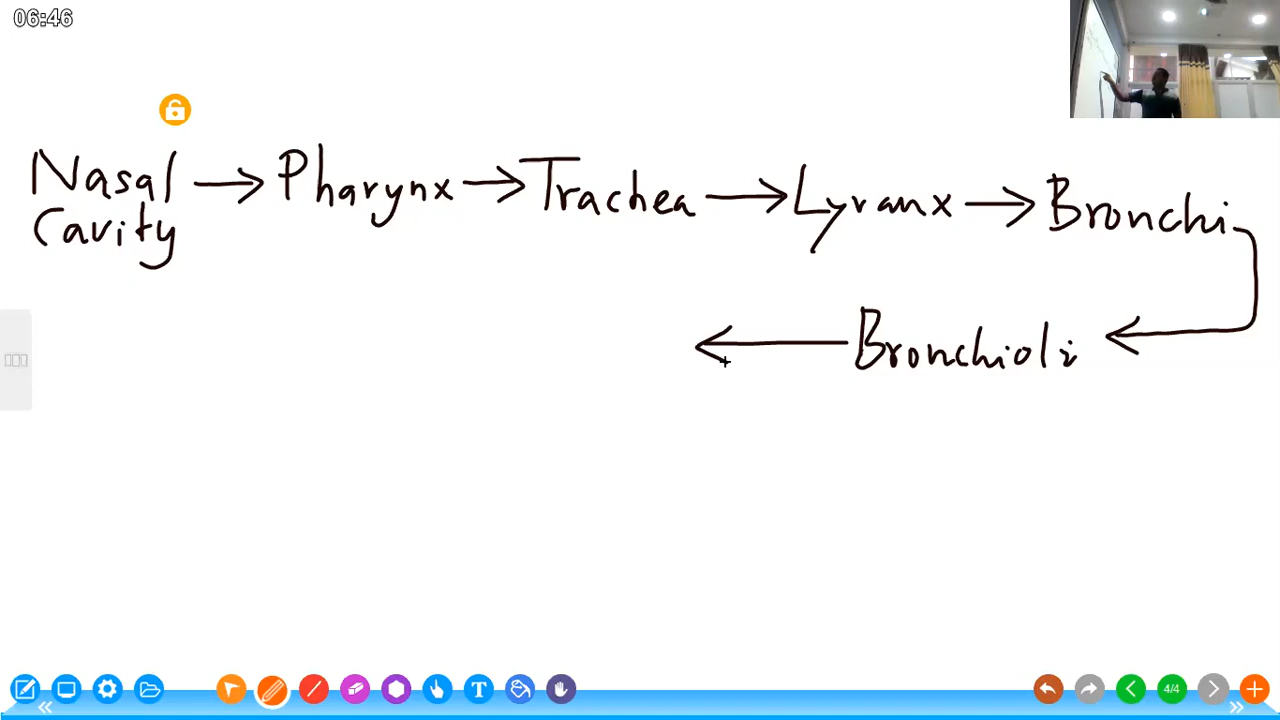 06:46
Nasal → Pharynx → Trachea → Lyranx → Bronchi
Cavity
Bronchioli
T
4/4